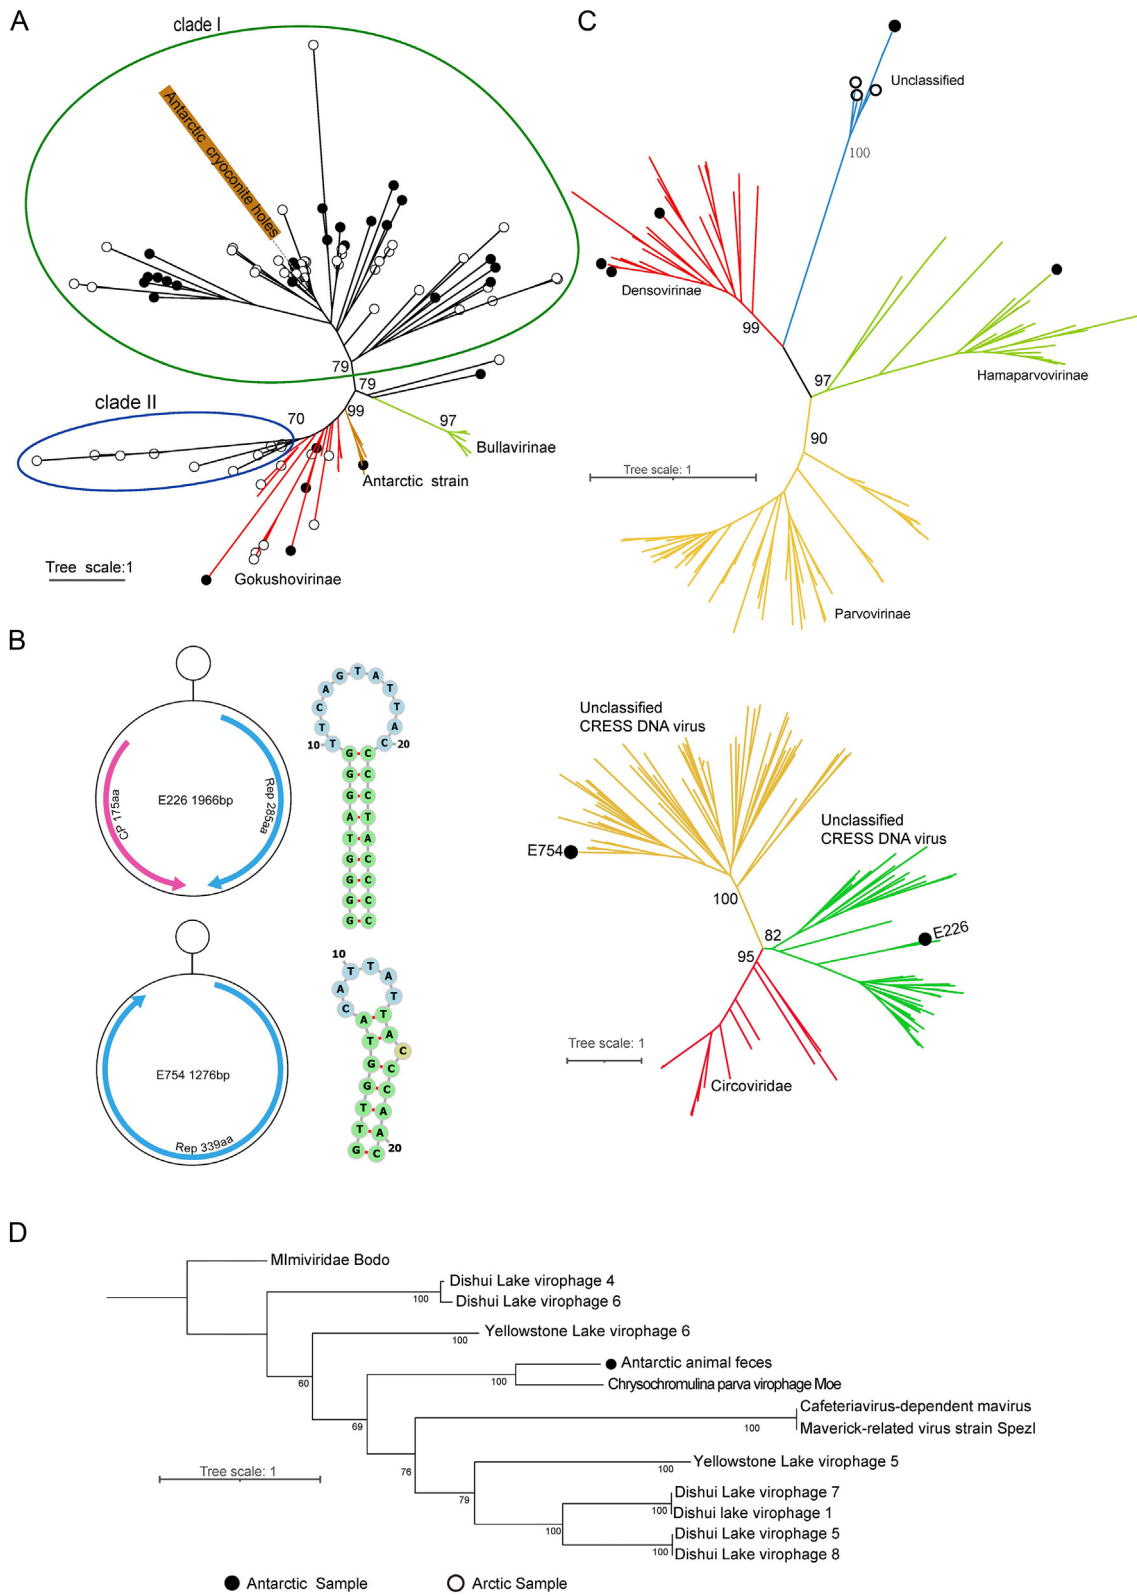 A
clade I
Antarctic cryoconite holes
79
79
clade II
70
99
97
Bullavirinae
Antarctic strain
Tree scale:1
Gokushovirinae
C
Unclassified
100
Densovirinae
99
97
Hamaparvovirinae
90
Tree scale: 1
Parvovirinae
B
E226 1966bp
CP 175aa
Rep 285aa
10
T
T
C
A
G
T
A
T
T
A
C
20
G C
G C
G C
A T
T A
G C
G C
G C
G C
E754 1276bp
Rep 339aa
10
C
A
T
T
A
T
A T
T A
C
G C
G C
T A
T A
G C
20
Unclassified
CRESS DNA virus
E754
Unclassified
CRESS DNA virus
100
82
E226
95
Tree scale: 1
Circoviridae
D
MImiviridae Bodo
Dishui Lake virophage 4
100
Dishui Lake virophage 6
Yellowstone Lake virophage 6
100
60
Antarctic animal feces
100
Chrysochromulina parva virophage Moe
69
Cafeteriavirus-dependent mavirus
100
Maverick-related virus strain Spezl
76
Tree scale: 1
Yellowstone Lake virophage 5
100
79
Dishui Lake virophage 7
100
Dishui lake virophage 1
100
Dishui Lake virophage 5
100
Dishui Lake virophage 8
Antarctic Sample
Arctic Sample